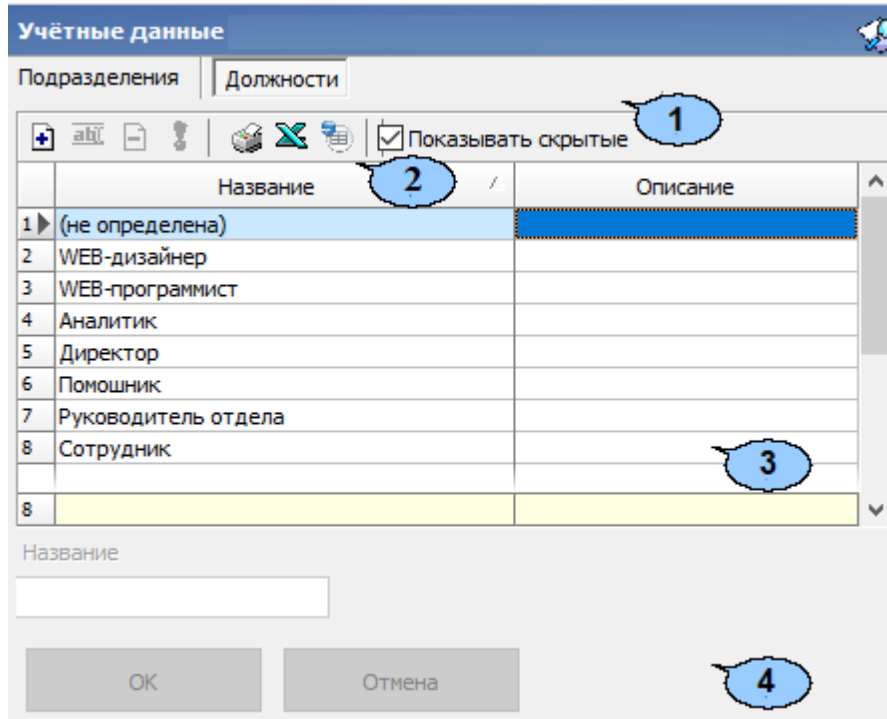 Учётные данные
Подразделения Должности
1
abI Показывать скрытые
2
Название Описание
1 (не определена)
2 WEB-дизайнер
3 WEB-программист
4 Аналитик
5 Директор
6 Помошник
7 Руководитель отдела
8 Сотрудник
3
8
Название
OK Отмена
4